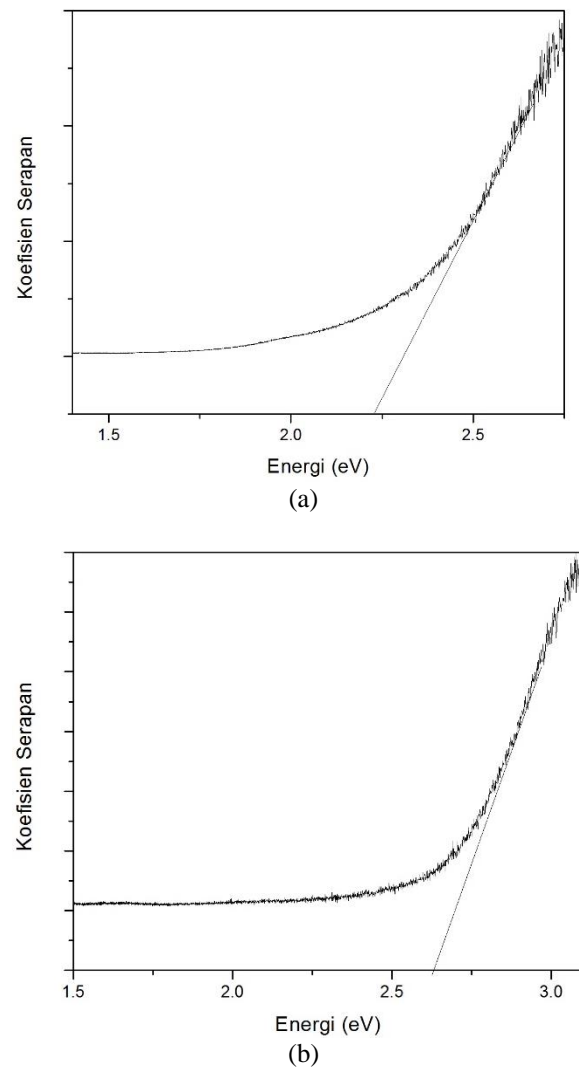 Koefisien Serapan
1.5 2.0 2.5
Energi (eV)
(a)
Koefisien Serapan
1.5 2.0 2.5 3.0
Energi (eV)
(b)